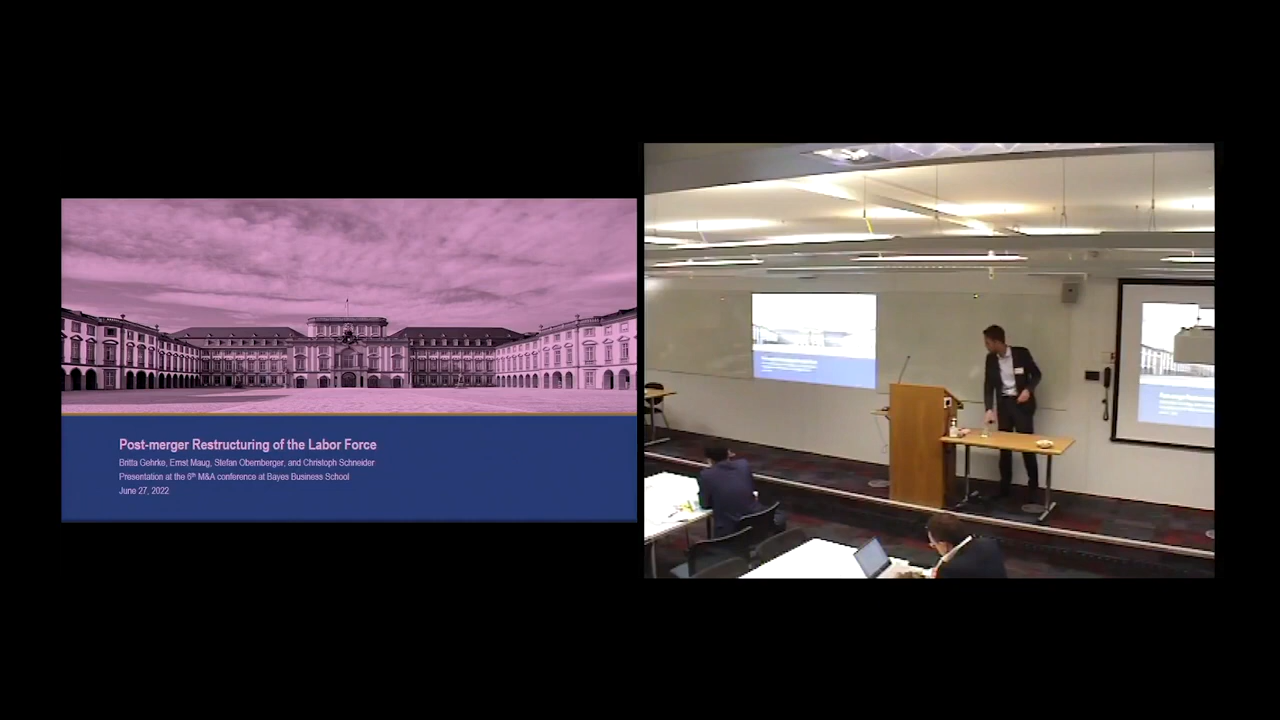 Post-merger Restructuring of the Labor Force
Britta Gehrke, Ernst Maug, Stefan Obernberger, and Christoph Schneider
Presentation at the 6th M&A conference at Bayes Business School
June 27, 2022